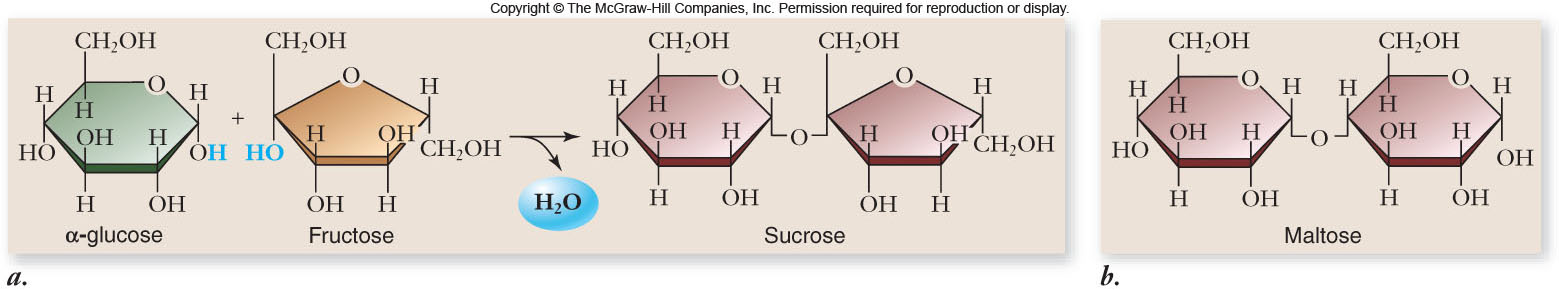 Copyright © The McGraw-Hill Companies, Inc. Permission required for reproduction or display.
CH₂OH CH₂OH CH₂OH CH₂OH CH₂OH CH₂OH
O O O O O O
H H H H H H H H H H
H H H H
+
OH H H OH OH H H OH OH H OH H
HO OH HO CH₂OH HO O CH₂OH HO O OH
H₂O
H OH OH H H OH OH H H OH H OH
α-glucose Fructose Sucrose Maltose
a. b.